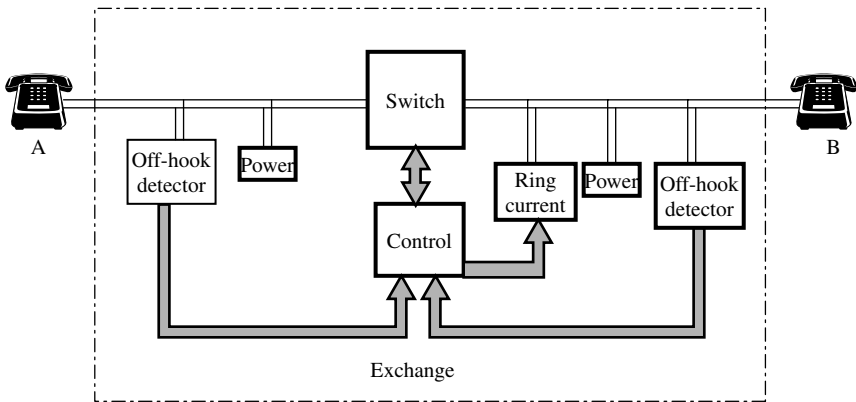 Switch
A
B
Off-hook
detector
Power
Ring
current
Power
Off-hook
detector
Control
Exchange